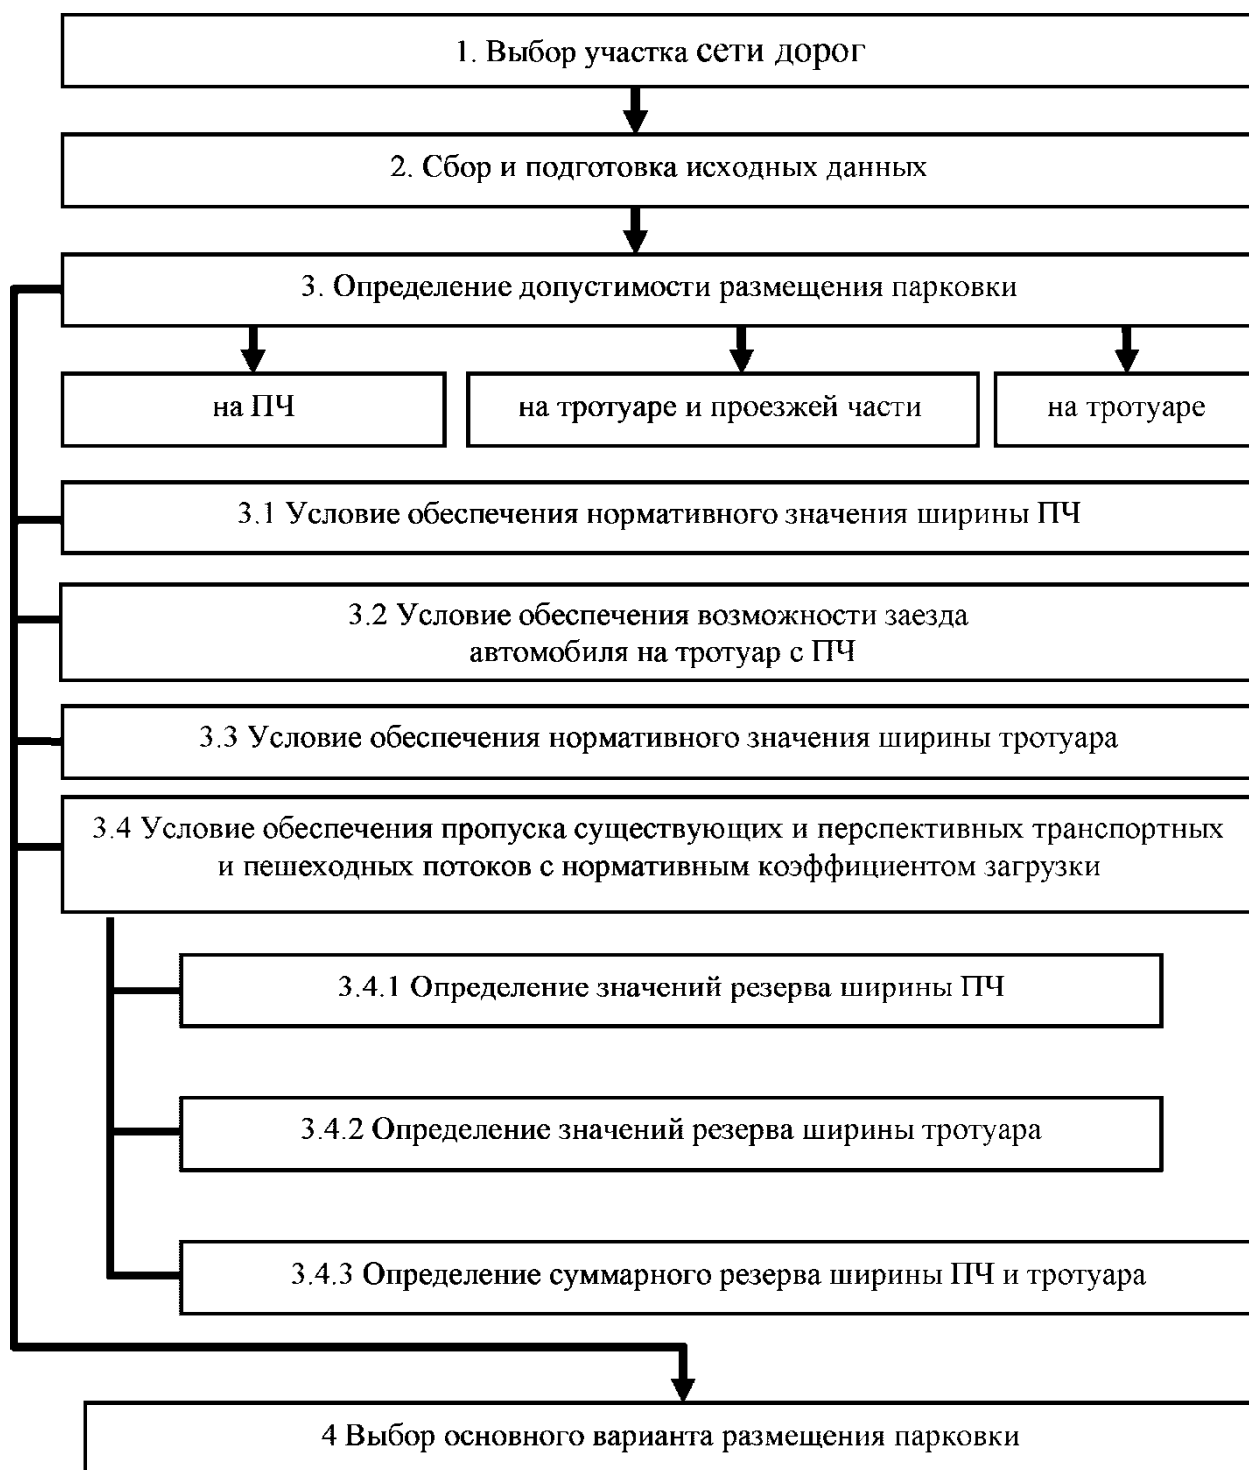 1. Выбор участка сети дорог
2. Сбор и подготовка исходных данных
3. Определение допустимости размещения парковки
на ПЧ
на тротуаре и проезжей части
на тротуаре
3.1 Условие обеспечения нормативного значения ширины ПЧ
3.2 Условие обеспечения возможности заезда
автомобиля на тротуар с ПЧ
3.3 Условие обеспечения нормативного значения ширины тротуара
3.4 Условие обеспечения пропуска существующих и перспективных транспортных
и пешеходных потоков с нормативным коэффициентом загрузки
3.4.1 Определение значений резерва ширины ПЧ
3.4.2 Определение значений резерва ширины тротуара
3.4.3 Определение суммарного резерва ширины ПЧ и тротуара
4 Выбор основного варианта размещения парковки